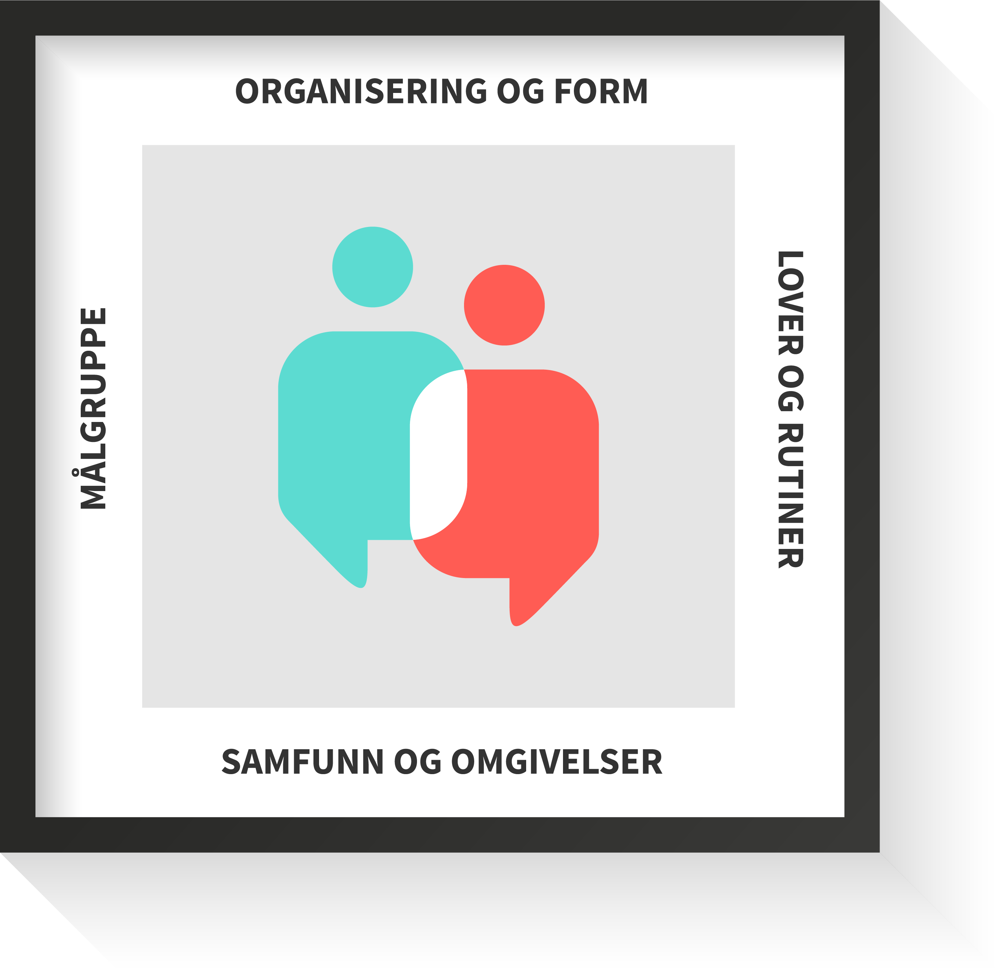 ORGANISERING OG FORM
MÅLGRUPPE
LOVER OG RUTINER
SAMFUNN OG OMGIVELSER